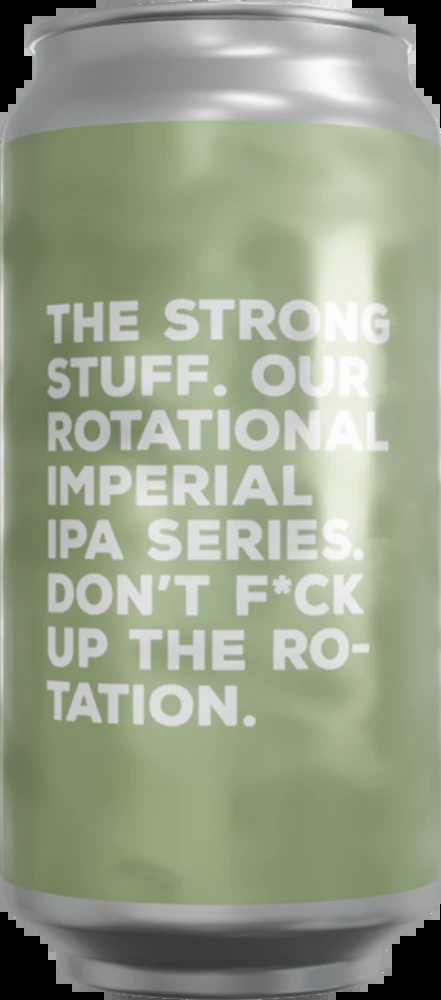 THE STRONG
STUFF. OUR
ROTATIONAL
IMPERIAL
IPA SERIES.
DON'T F*CK
UP THE RO-
TATION.